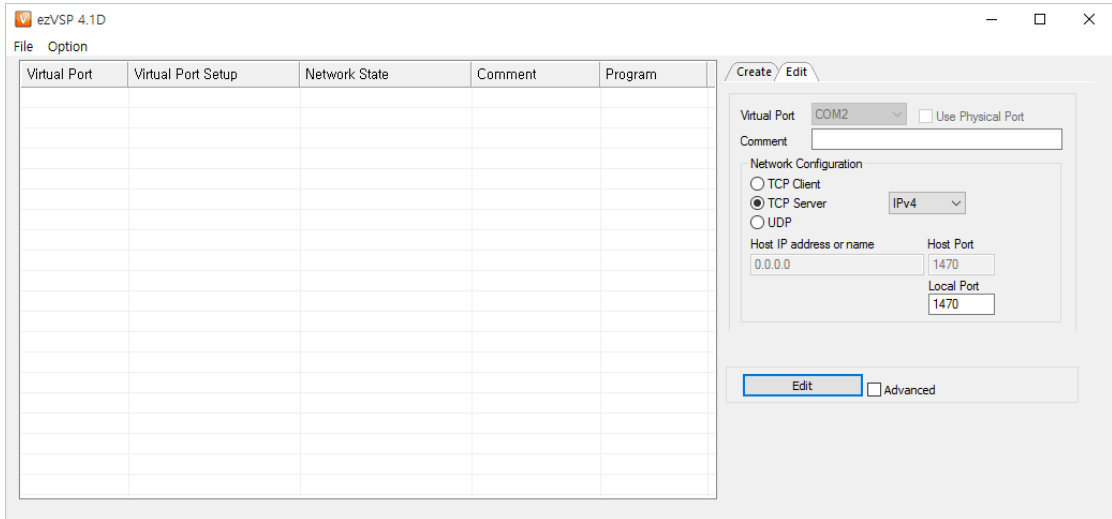 ezVSP 4.1D
File Option
Virtual Port Virtual Port Setup Network State Comment Program
Create Edit
Virtual Port COM2 Use Physical Port
Comment
Network Configuration
TCP Client
TCP Server IPv4
UDP
Host IP address or name Host Port
0.0.0.0 1470
Local Port
1470
Edit Advanced